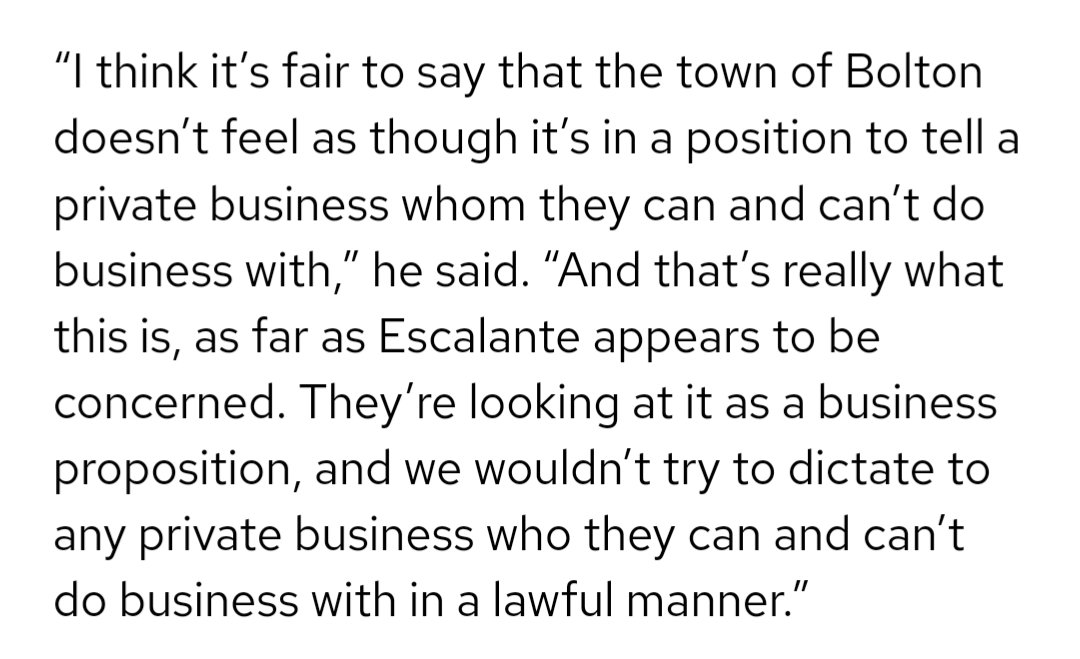 “I think it’s fair to say that the town of Bolton
doesn’t feel as though it’s in a position to tell a
private business whom they can and can’t do
business with,” he said. “And that’s really what
this is, as far as Escalante appears to be
concerned. They’re looking at it as a business
proposition, and we wouldn’t try to dictate to
any private business who they can and can’t
do business with in a lawful manner.”